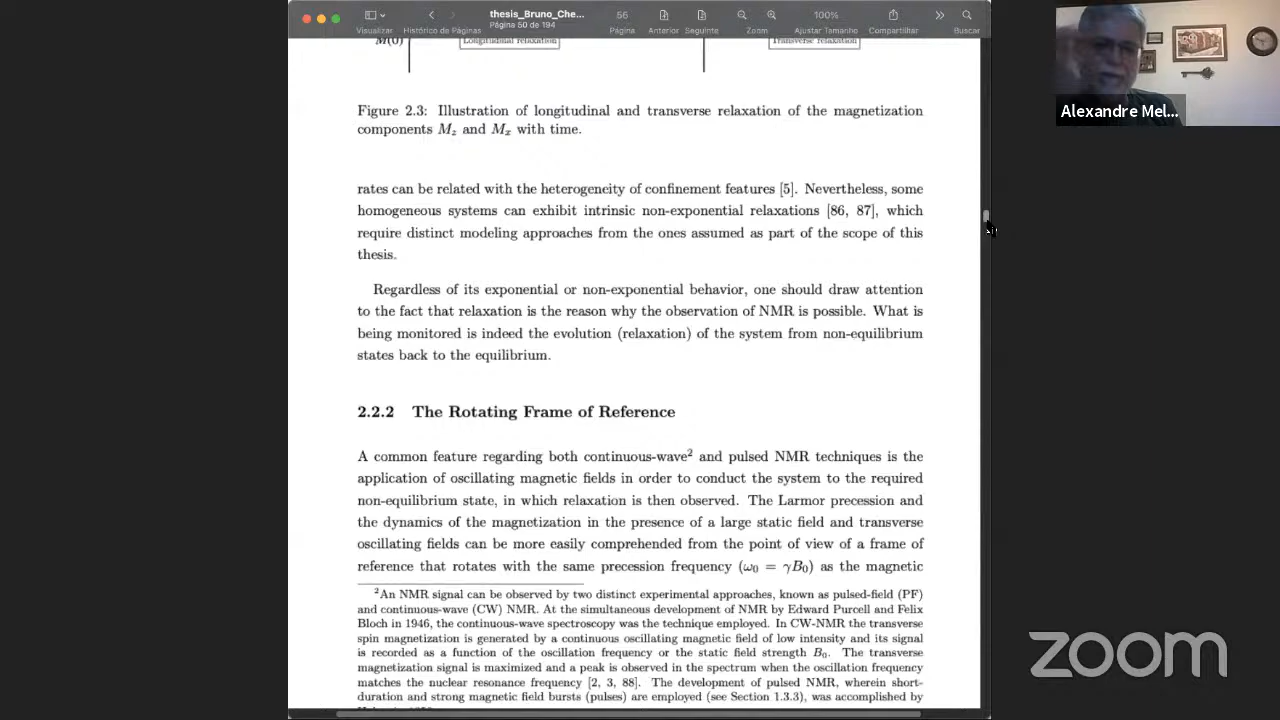 thesis_Bruno_Che...
Página 50 de 194
56
100%
Visualizar
Histórico de Páginas
Página
Anterior
Seguinte
Zoom
Ajustar Tamanho
Compartilhar
Buscar
Alexandre Mel...
M(0)
Longitudinal relaxation
Transverse relaxation
Figure 2.3: Illustration of longitudinal and transverse relaxation of the magnetization
components Mz and Mx with time.
rates can be related with the heterogeneity of confinement features [5]. Nevertheless, some
homogeneous systems can exhibit intrinsic non-exponential relaxations [86, 87], which
require distinct modeling approaches from the ones assumed as part of the scope of this
thesis.
Regardless of its exponential or non-exponential behavior, one should draw attention
to the fact that relaxation is the reason why the observation of NMR is possible. What is
being monitored is indeed the evolution (relaxation) of the system from non-equilibrium
states back to the equilibrium.
2.2.2 The Rotating Frame of Reference
A common feature regarding both continuous-wave² and pulsed NMR techniques is the
application of oscillating magnetic fields in order to conduct the system to the required
non-equilibrium state, in which relaxation is then observed. The Larmor precession and
the dynamics of the magnetization in the presence of a large static field and transverse
oscillating fields can be more easily comprehended from the point of view of a frame of
reference that rotates with the same precession frequency (ω₀ = γB₀) as the magnetic
²An NMR signal can be observed by two distinct experimental approaches, known as pulsed-field (PF)
and continuous-wave (CW) NMR. At the simultaneous development of NMR by Edward Purcell and Felix
Bloch in 1946, the continuous-wave spectroscopy was the technique employed. In CW-NMR the transverse
spin magnetization is generated by a continuous oscillating magnetic field of low intensity and its signal
is recorded as a function of the oscillation frequency or the static field strength B₀. The transverse
magnetization signal is maximized and a peak is observed in the spectrum when the oscillation frequency
matches the nuclear resonance frequency [2, 3, 88]. The development of pulsed NMR, wherein short-
duration and strong magnetic field bursts (pulses) are employed (see Section 1.3.3), was accomplished by
zoom